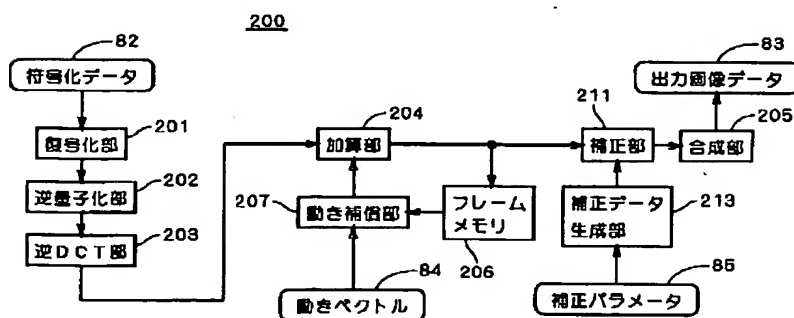 200
82
符号化データ
83
出力画像データ
201
復号化部
204
加算部
211
補正部
205
合成部
202
逆量子化部
207
動き補償部
フレーム
メモリ
206
補正データ
生成部
213
203
逆DCT部
84
動きベクトル
85
補正パラメータ